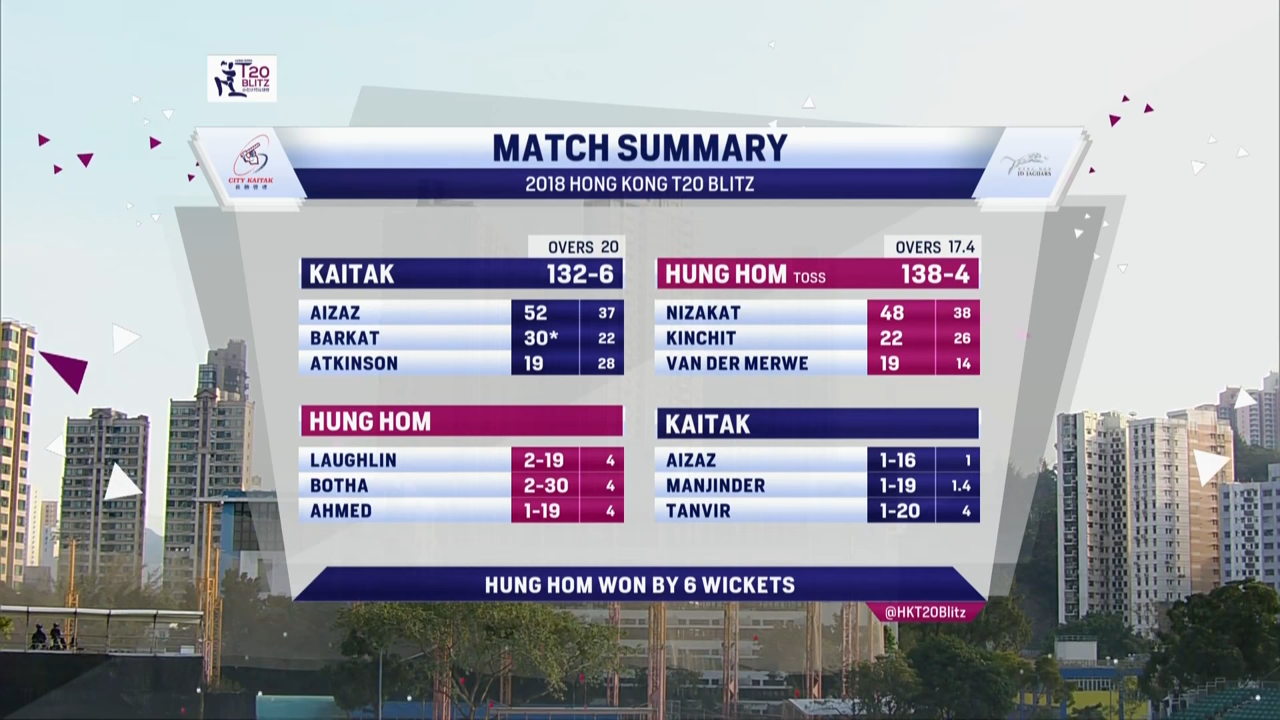 T20
BLITZ
MATCH SUMMARY
2018 HONG KONG T20 BLITZ
CITY KAITAK
JD JAGUARS
OVERS 20
KAITAK 132-6
AIZAZ 52 37
BARKAT 30* 22
ATKINSON 19 28
OVERS 17.4
HUNG HOM TOSS 138-4
NIZAKAT 48 38
KINCHIT 22 26
VAN DER MERWE 19 14
HUNG HOM
LAUGHLIN 2-19 4
BOTHA 2-30 4
AHMED 1-19 4
KAITAK
AIZAZ 1-16 1
MANJINDER 1-19 1.4
TANVIR 1-20 4
HUNG HOM WON BY 6 WICKETS
@HKT20Blitz